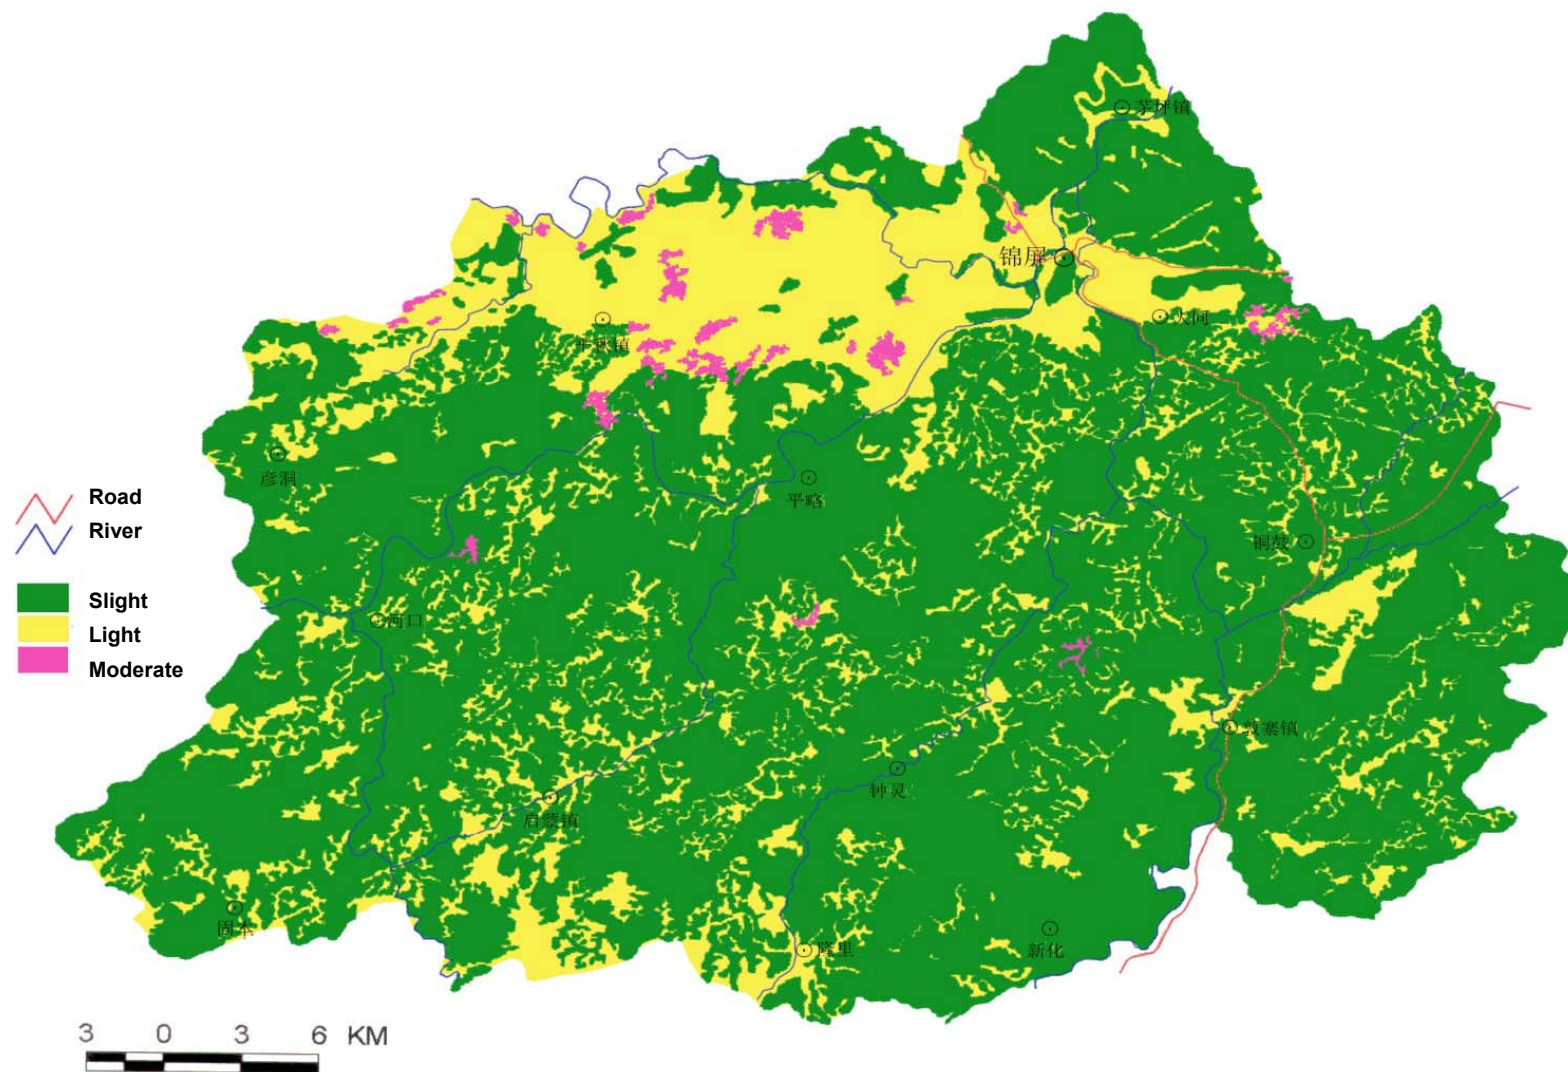 茅坪镇
锦屏
大同
平秋镇
彦洞
平略
Road
River
铜鼓
Slight
河口
Light
Moderate
敦寨镇
钟灵
启蒙镇
固本
隆里
新化
3 0 3 6 KM